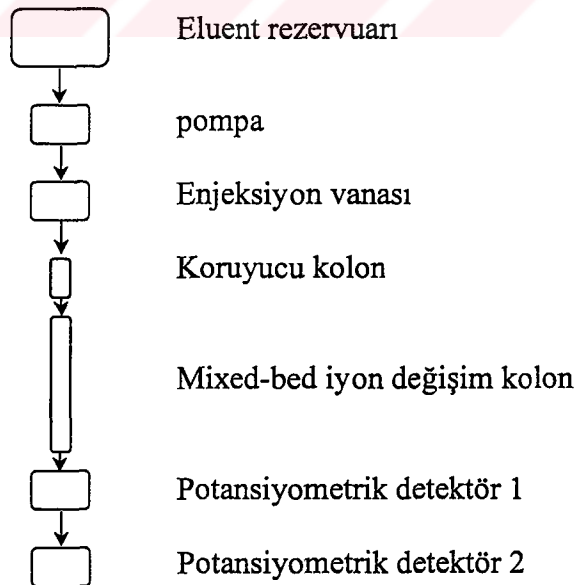 Eluent rezervuarı
pompa
Enjeksiyon vanası
Koruyucu kolon
Mixed-bed iyon değişim kolon
Potansiyometrik detektör 1
Potansiyometrik detektör 2